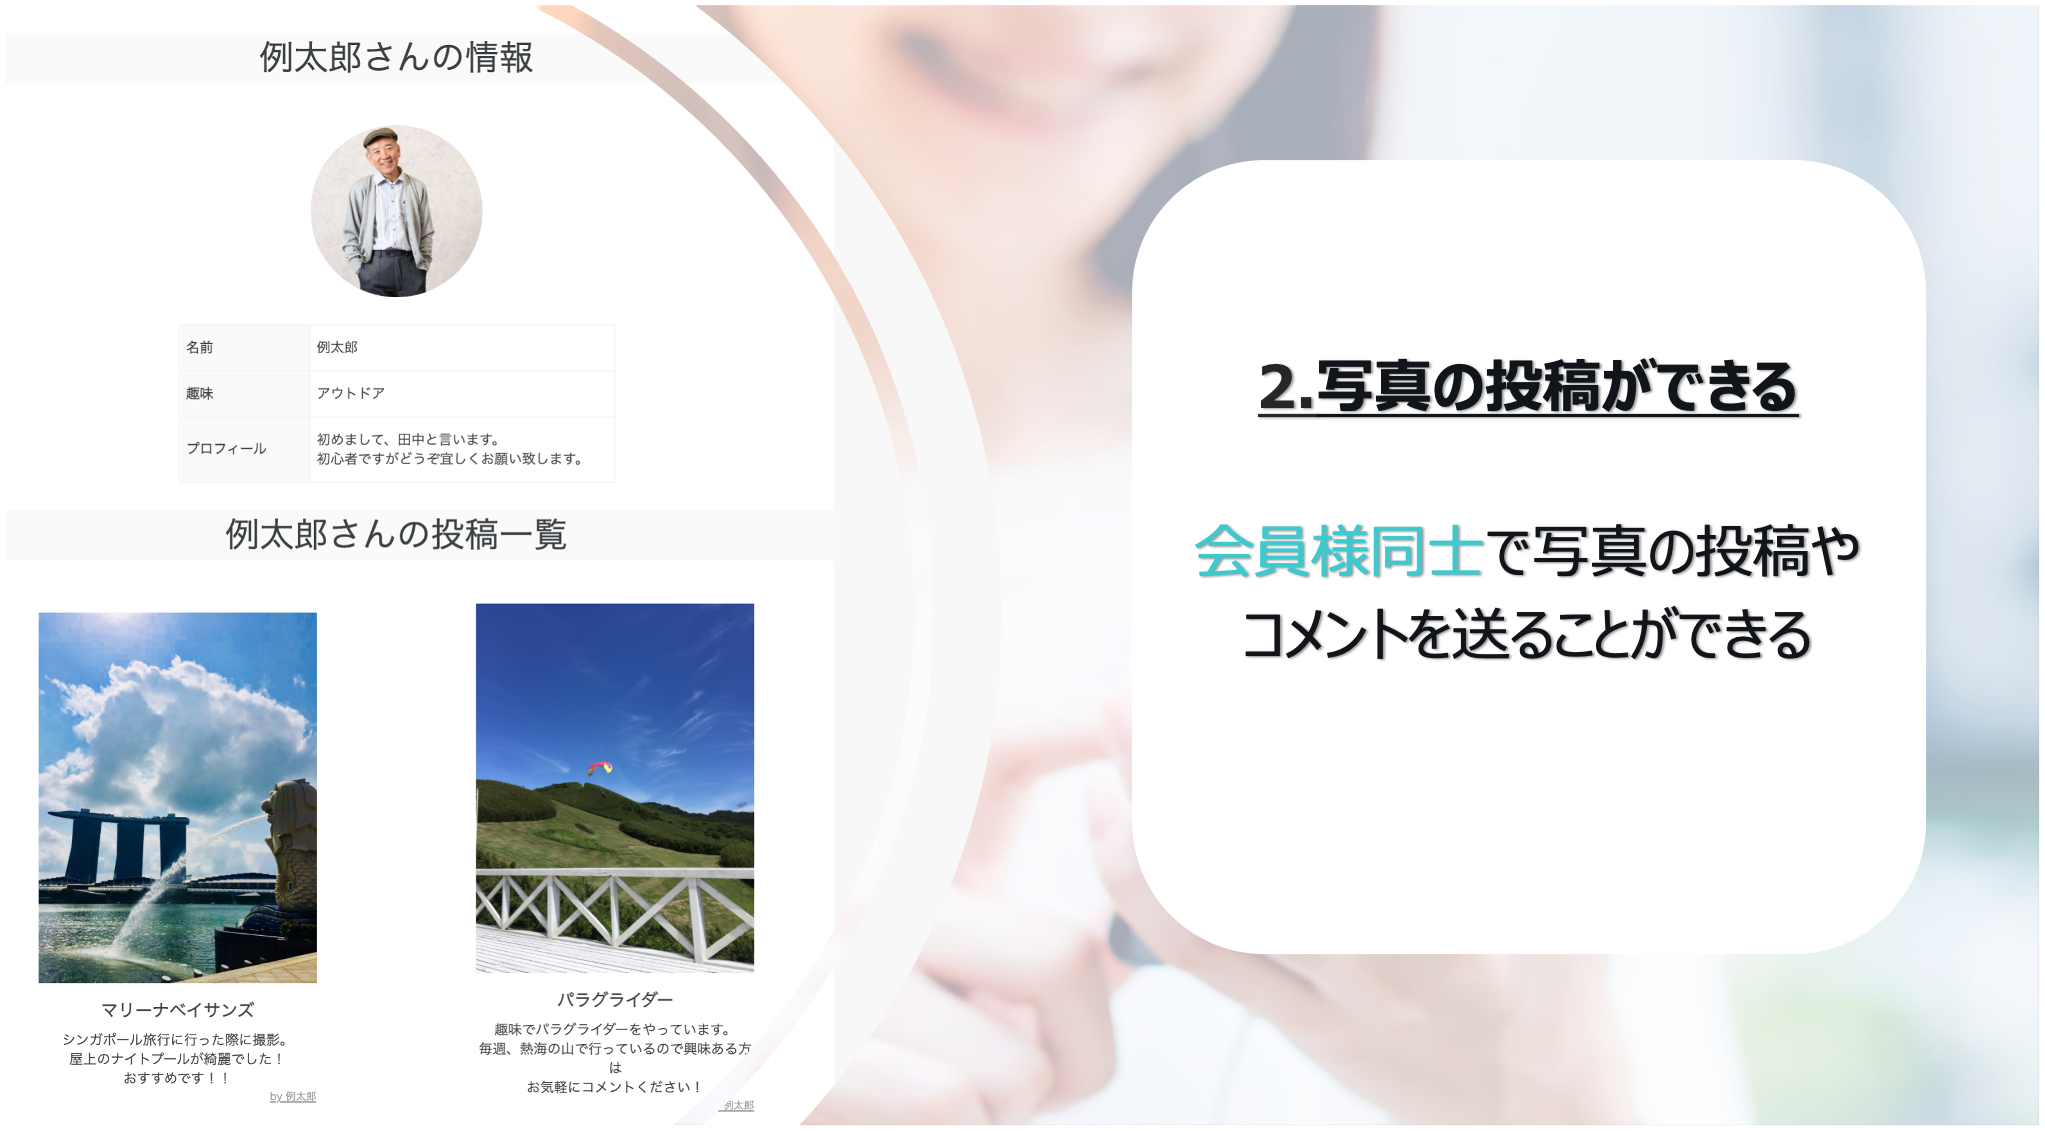 例太郎さんの情報
名前
例太郎
趣味
アウトドア
プロフィール
初めまして、田中と言います。
初心者ですがどうぞ宜しくお願い致します。
例太郎さんの投稿一覧
マリーナベイサンズ
シンガポール旅行に行った際に撮影。
屋上のナイトプールが綺麗でした！
おすすめです！！
by 例太郎
パラグライダー
趣味でパラグライダーをやっています。
毎週、熱海の山で行っているので興味ある方
は
お気軽にコメントください！
例太郎
2.写真の投稿ができる
会員様同士で写真の投稿や
コメントを送ることができる